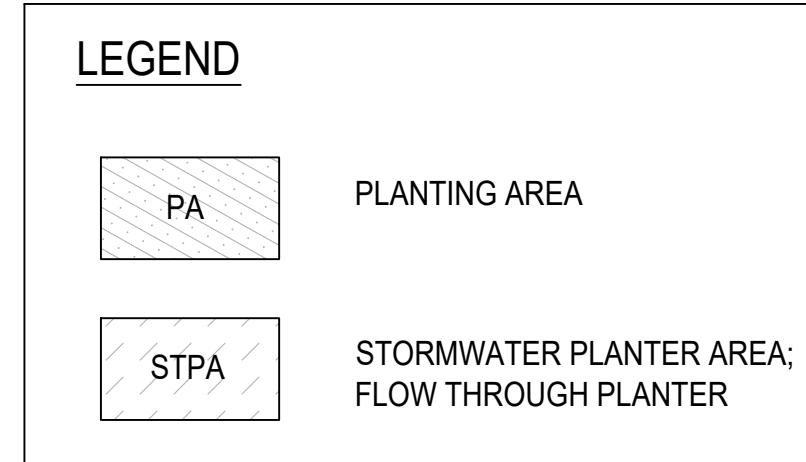 LEGEND
PA
PLANTING AREA
STPA
STORMWATER PLANTER AREA;
FLOW THROUGH PLANTER